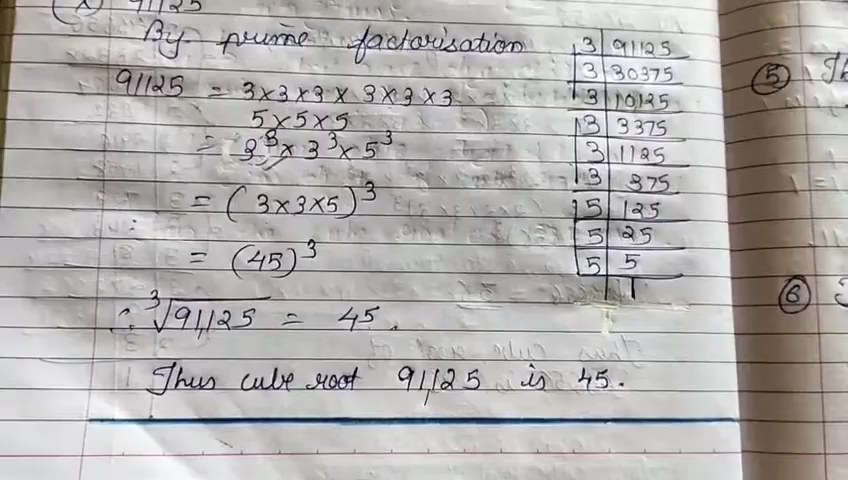 (x) 91125
By prime factorisation
91125 = 3×3×3×3×3×3
5×5×5
= 3³×3³×5³
= (3×3×5)³
= (45)³
∴ ³√91125 = 45.
Thus cube root 91125 is 45.
3 | 91125
3 | 30375
3 | 10125
3 | 3375
3 | 1125
3 | 375
5 | 125
5 | 25
5 | 5
1
5
6